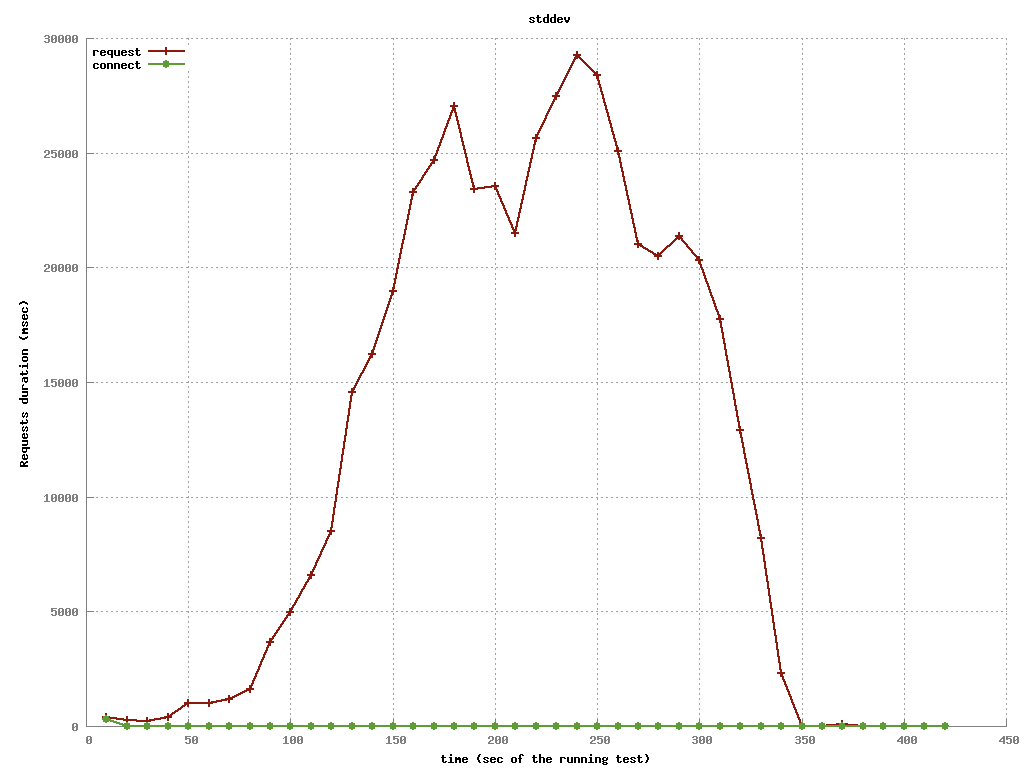 stddev
30000
request
connect
25000
20000
Requests duration (msec)
15000
10000
5000
0
0 50 100 150 200 250 300 350 400 450
time (sec of the running test)